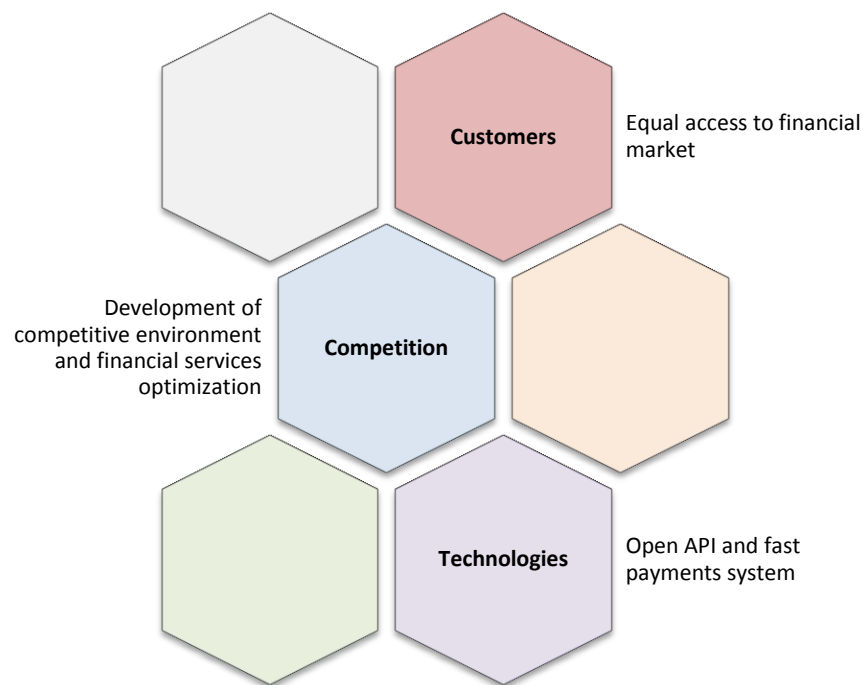 Customers
Equal access to financial
market
Development of
competitive environment
and financial services
optimization
Competition
Technologies
Open API and fast
payments system